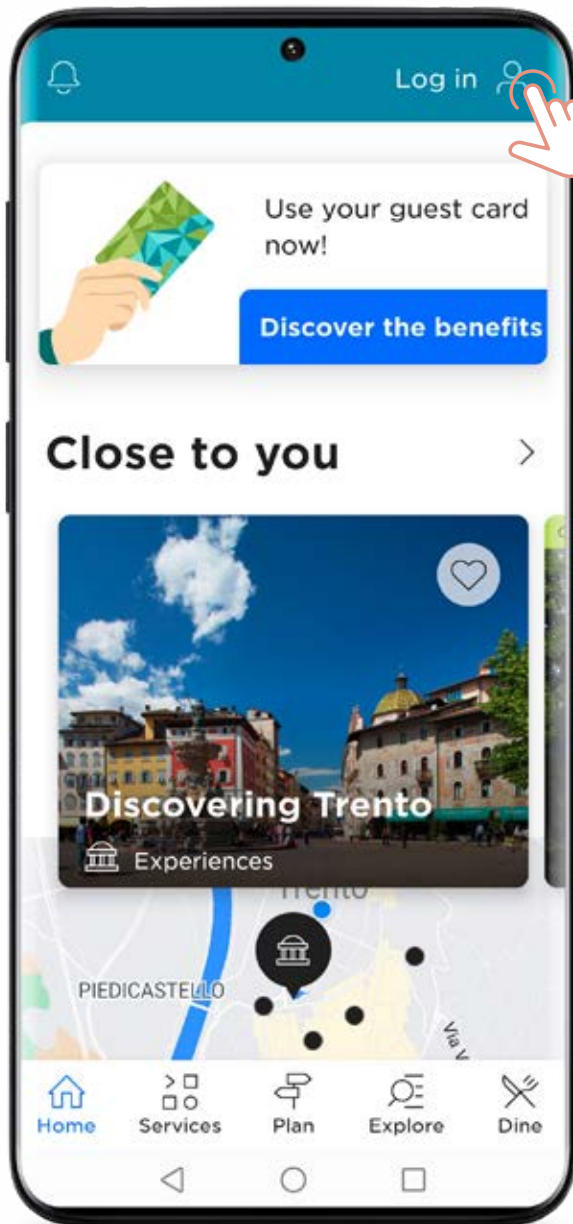 Log in
Use your guest card
now!
Discover the benefits
Close to you
Discovering Trento
Experiences
Trento
PIEDICASTELLO
Via V
Home
Services
Plan
Explore
Dine